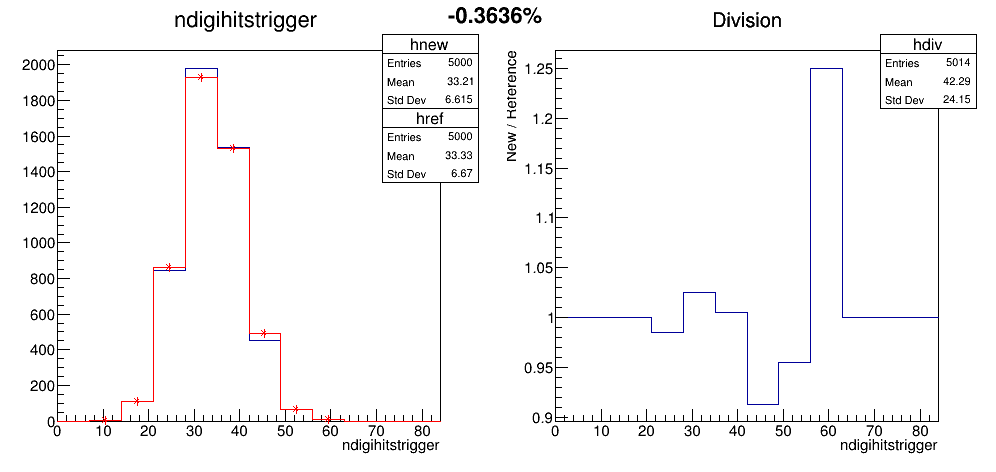 -0.3636%
ndigihitstrigger
hnew
Entries 5000
Mean 33.21
Std Dev 6.615
href
Entries 5000
Mean 33.33
Std Dev 6.67
2000
1800
1600
1400
1200
1000
800
600
400
200
0
0 10 20 30 40 50 60 70 80
ndigihitstrigger
Division
hdiv
Entries 5014
Mean 42.29
Std Dev 24.15
New / Reference
1.25
1.2
1.15
1.1
1.05
1
0.95
0.9
0 10 20 30 40 50 60 70 80
ndigihitstrigger